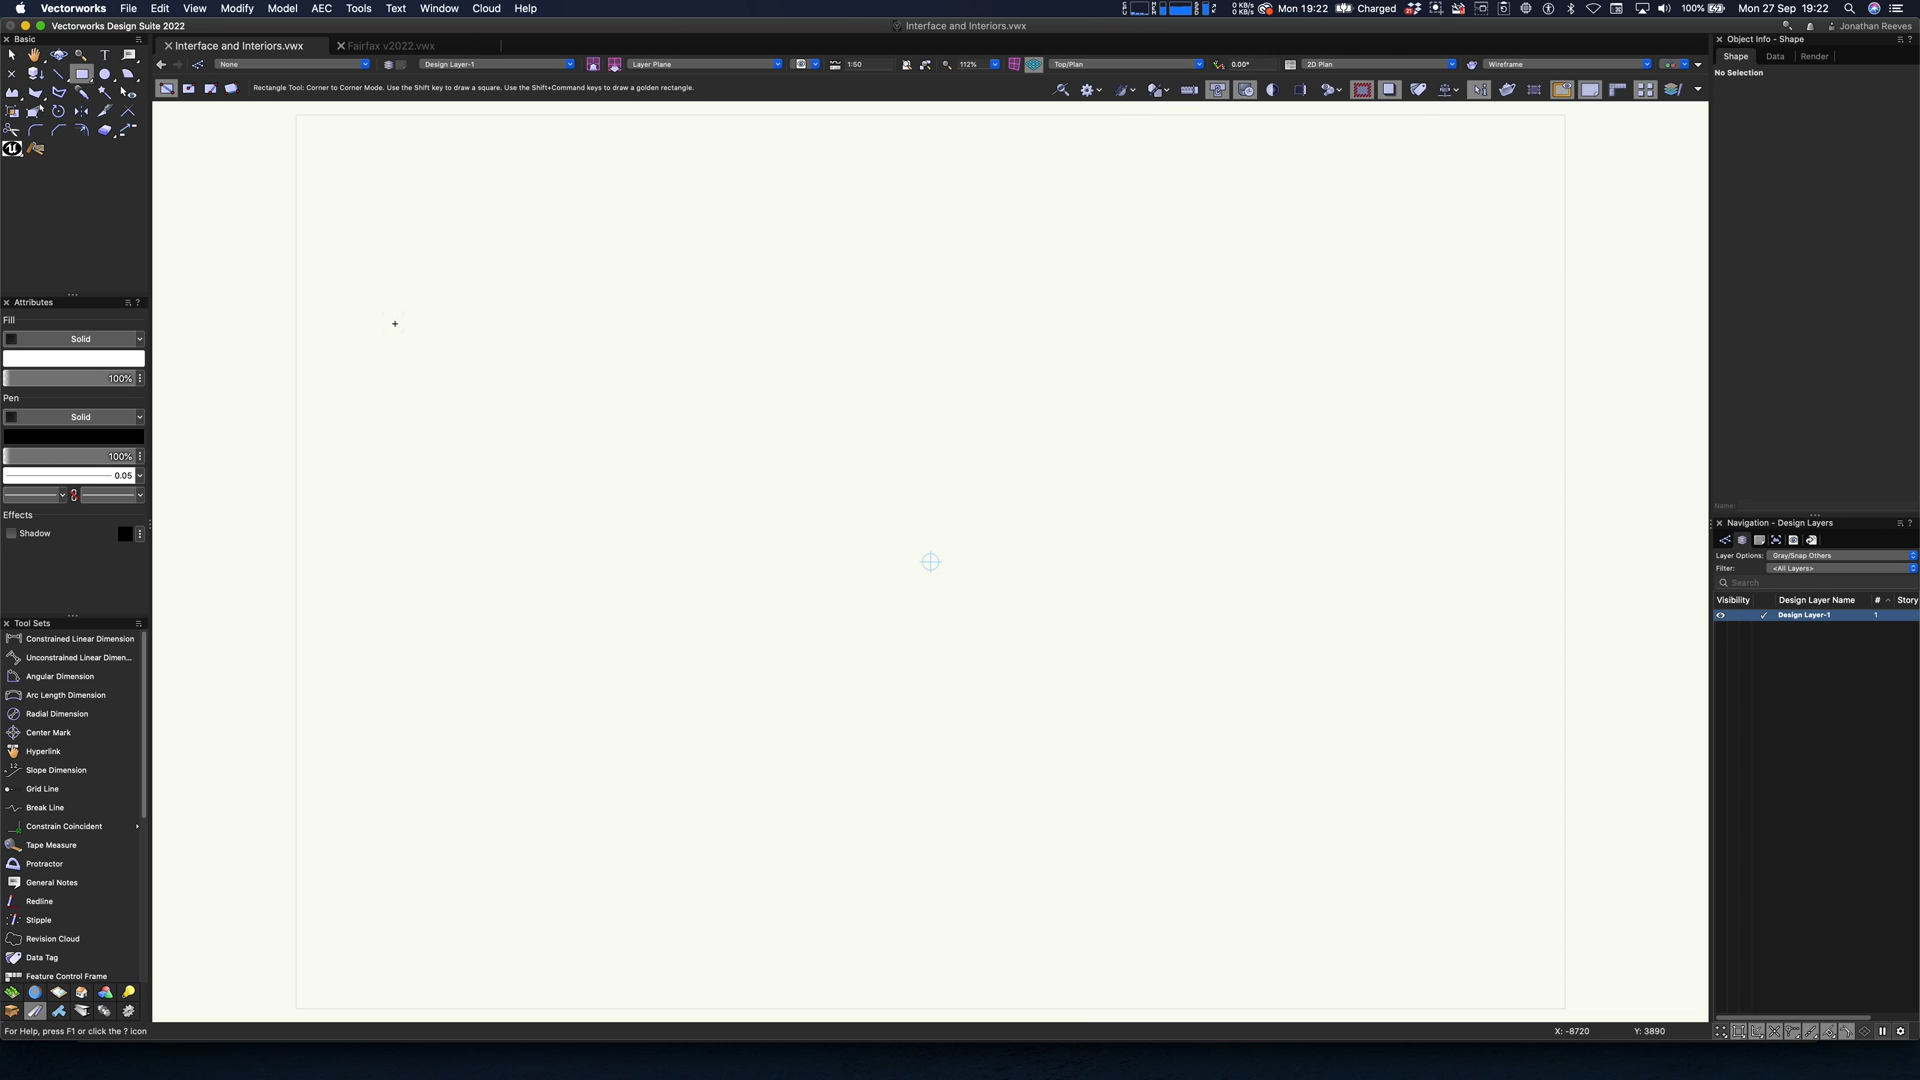 Vectorworks File Edit View Modify Model AEC Tools Text Window Cloud Help
0 KB/s 0 KB/s Mon 19:22 Charged 21 100% Mon 27 Sep 19:22
Vectorworks Design Suite 2022
Interface and Interiors.vwx
Jonathan Reeves
Basic
Interface and Interiors.vwx
Fairfax v2022.vwx
None
Design Layer-1
Layer Plane
1:50
112%
Top/Plan
0.00°
2D Plan
Wireframe
Rectangle Tool: Corner to Corner Mode. Use the Shift key to draw a square. Use the Shift+Command keys to draw a golden rectangle.
Attributes
Fill
Solid
100%
Pen
Solid
100%
0.05
Effects
Shadow
Tool Sets
Constrained Linear Dimension
Unconstrained Linear Dimen...
Angular Dimension
Arc Length Dimension
Radial Dimension
Center Mark
Hyperlink
Slope Dimension
Grid Line
Break Line
Constrain Coincident
Tape Measure
Protractor
General Notes
Redline
Stipple
Revision Cloud
Data Tag
Feature Control Frame
For Help, press F1 or click the ? icon
X: -8720
Y: 3890
Object Info - Shape
Shape Data Render
No Selection
Name:
Navigation - Design Layers
Layer Options: Gray/Snap Others
Filter: <All Layers>
Search
Visibility Design Layer Name # Story
Design Layer-1 1